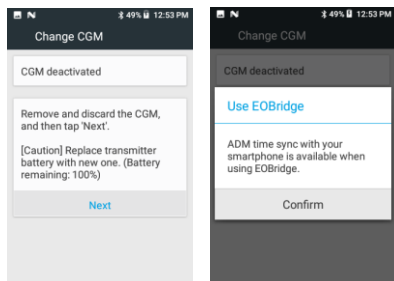 49% 12:53 PM
Change CGM
CGM deactivated
Remove and discard the CGM,
and then tap 'Next'.
[Caution] Replace transmitter
battery with new one. (Battery
remaining: 100%)
Next
49% 12:53 PM
Change CGM
CGM deactivated
Use EOBridge
ADM time sync with your
smartphone is available when
using EOBridge.
Confirm